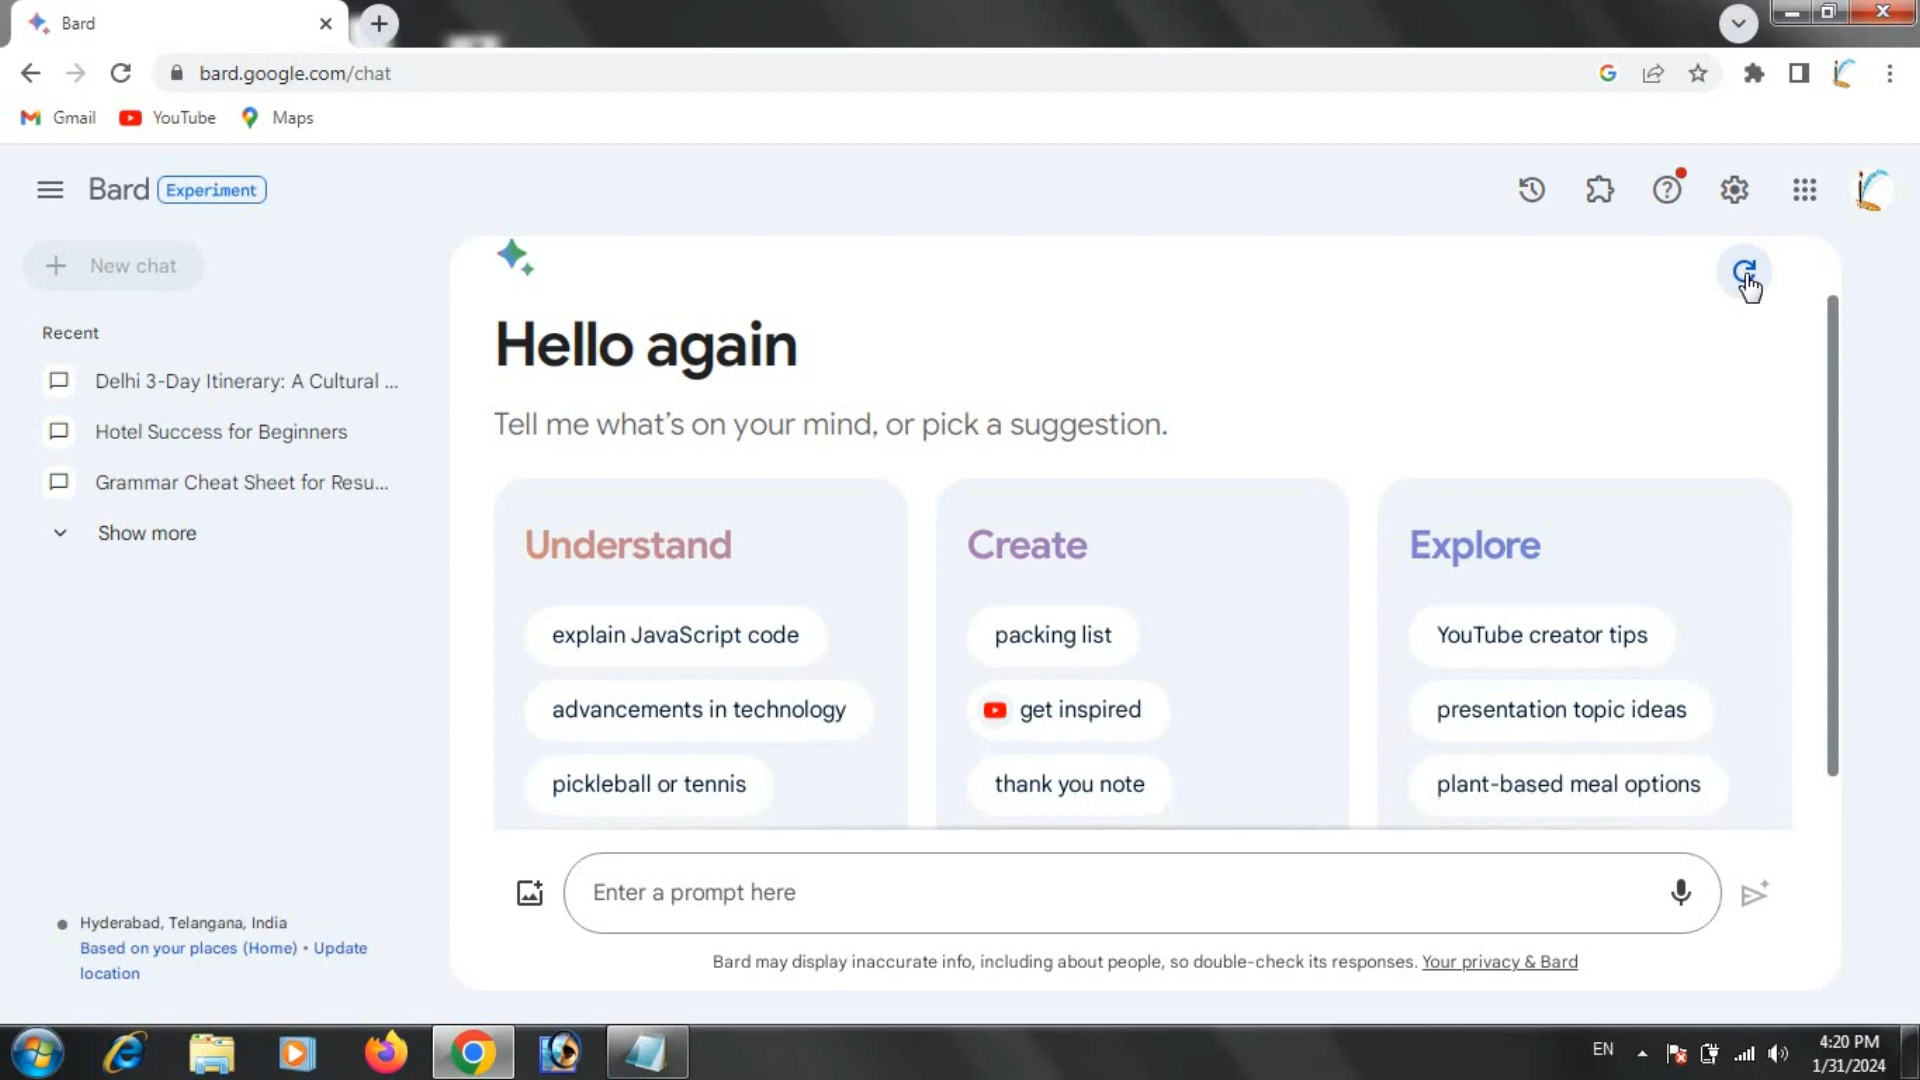 Bard
bard.google.com/chat
Gmail YouTube Maps
Bard Experiment
New chat
Recent
Delhi 3-Day Itinerary: A Cultural ...
Hotel Success for Beginners
Grammar Cheat Sheet for Resu...
Show more
Hello again
Tell me what's on your mind, or pick a suggestion.
Understand
explain JavaScript code
advancements in technology
pickleball or tennis
Create
packing list
get inspired
thank you note
Explore
YouTube creator tips
presentation topic ideas
plant-based meal options
Enter a prompt here
Bard may display inaccurate info, including about people, so double-check its responses. Your privacy & Bard
Hyderabad, Telangana, India
Based on your places (Home) • Update
location
EN
4:20 PM
1/31/2024